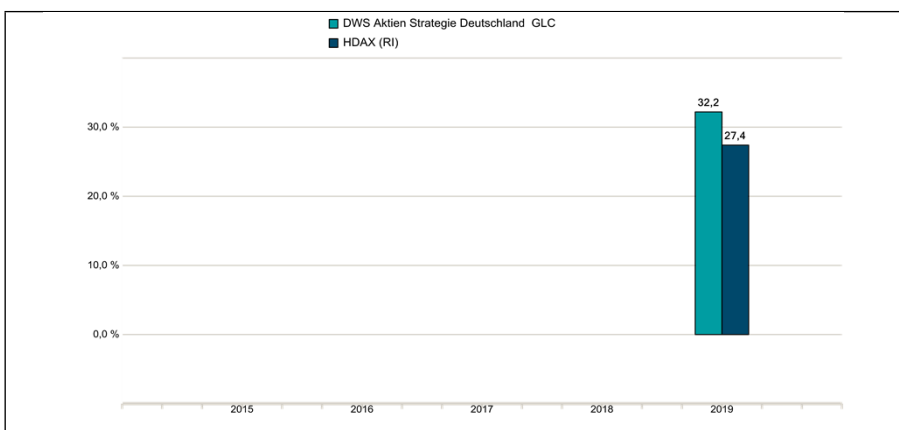 DWS Aktien Strategie Deutschland GLC
HDAX (RI)
32,2
27,4
30,0 %
20,0 %
10,0 %
0,0 %
2015 2016 2017 2018 2019